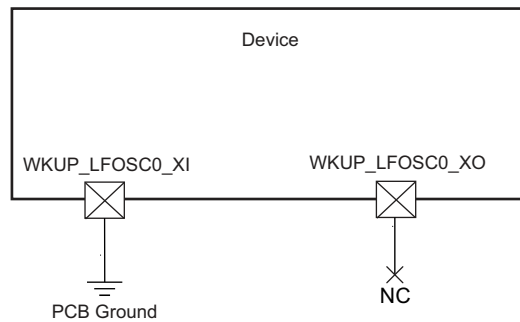 Device
WKUP_LFOSC0_XI
WKUP_LFOSC0_XO
PCB Ground
NC